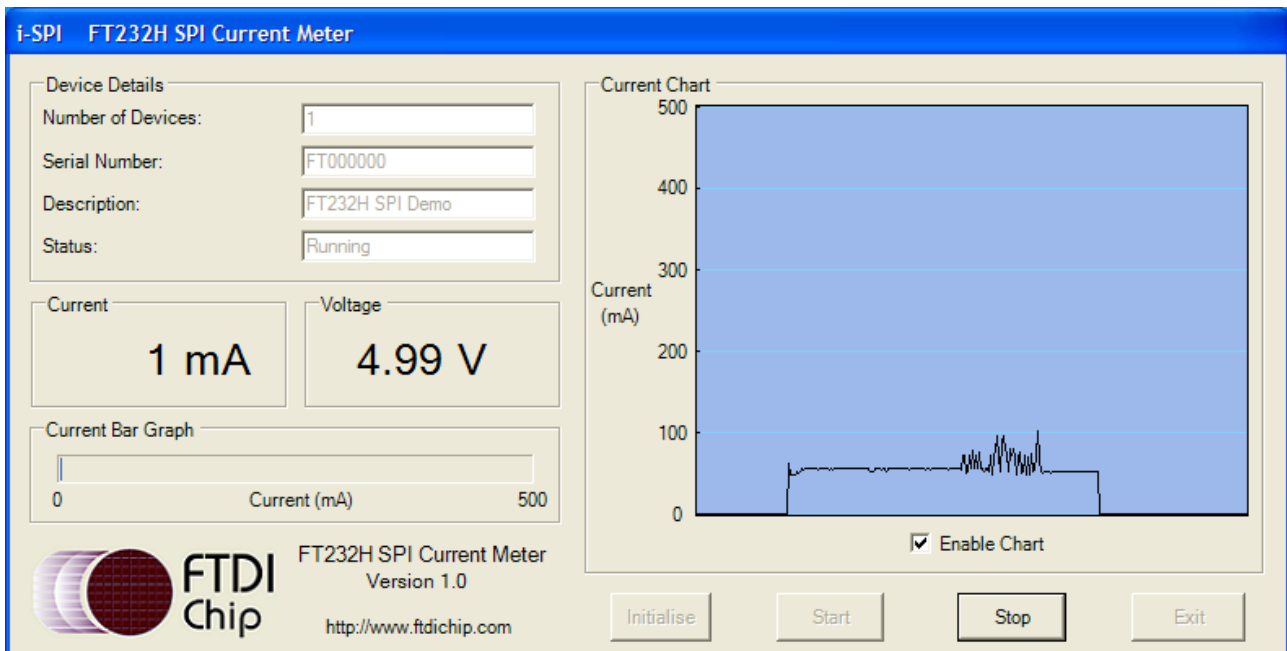 i-SPI FT232H SPI Current Meter
Device Details
Number of Devices:
1
Serial Number:
FT000000
Description:
FT232H SPI Demo
Status:
Running
Current
1 mA
Voltage
4.99 V
Current Bar Graph
0
Current (mA)
500
FTDI
Chip
FT232H SPI Current Meter
Version 1.0
http://www.ftdichip.com
Current Chart
500
400
300
Current
(mA)
200
100
0
Enable Chart
Initialise
Start
Stop
Exit